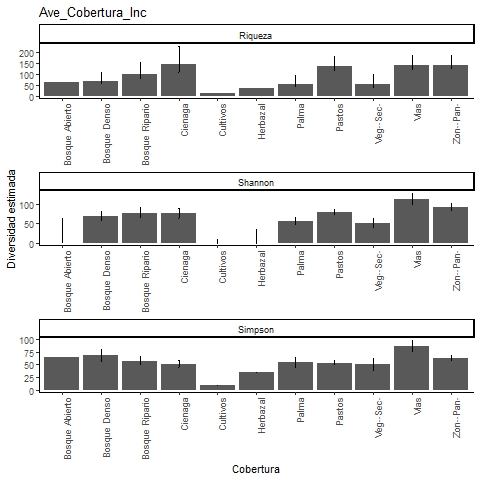 Ave_Cobertura_Inc
Riqueza
200
150
100
50
0
Bosque Abierto
Bosque Denso
Bosque Ripario
Cienaga
Cultivos
Herbazal
Palma
Pastos
Veg--Sec-
Vias
Zon--Pan-
Shannon
100
50
0
Bosque Abierto
Bosque Denso
Bosque Ripario
Cienaga
Cultivos
Herbazal
Palma
Pastos
Veg--Sec-
Vias
Zon--Pan-
Diversidad estimada
Simpson
100
75
50
25
0
Bosque Abierto
Bosque Denso
Bosque Ripario
Cienaga
Cultivos
Herbazal
Palma
Pastos
Veg--Sec-
Vias
Zon--Pan-
Cobertura